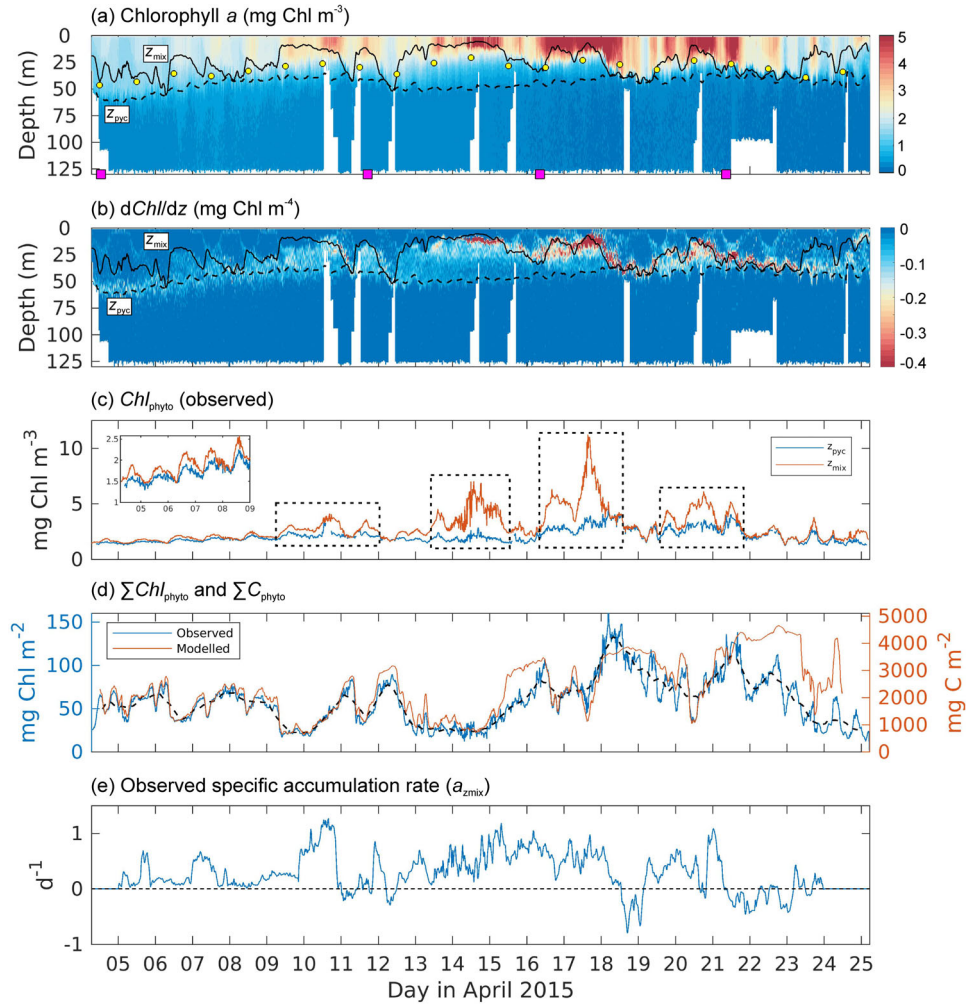 (a) Chlorophyll a (mg Chl m-3)
Depth (m)
0
25
50
75
100
125
zmix
zpyc
5
4
3
2
1
0
(b) dChl/dz (mg Chl m-4)
Depth (m)
0
25
50
75
100
125
zmix
zpyc
0
-0.1
-0.2
-0.3
-0.4
(c) Chlphyto (observed)
mg Chl m-3
10
5
0
2.5
2
1.5
1
05 06 07 08 09
zpyc
zmix
(d) ∑Chlphyto and ∑Cphyto
mg Chl m-2
150
100
50
0
Observed
Modelled
5000
4000
3000
2000
1000
0
mg C m-2
(e) Observed specific accumulation rate (azmix)
d-1
1
0
-1
05 06 07 08 09 10 11 12 13 14 15 16 17 18 19 20 21 22 23 24 25
Day in April 2015